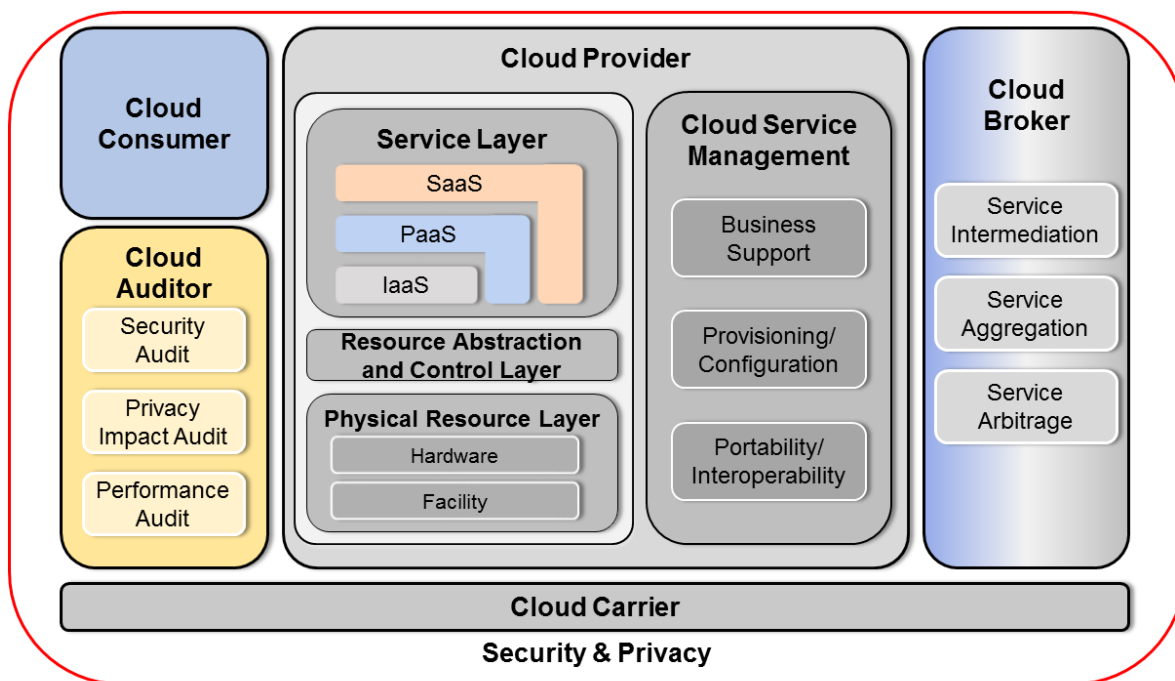 Cloud
Consumer
Cloud
Auditor
Security
Audit
Privacy
Impact Audit
Performance
Audit
Cloud Provider
Service Layer
SaaS
PaaS
IaaS
Resource Abstraction
and Control Layer
Physical Resource Layer
Hardware
Facility
Cloud Service
Management
Business
Support
Provisioning/
Configuration
Portability/
Interoperability
Cloud
Broker
Service
Intermediation
Service
Aggregation
Service
Arbitrage
Cloud Carrier
Security & Privacy